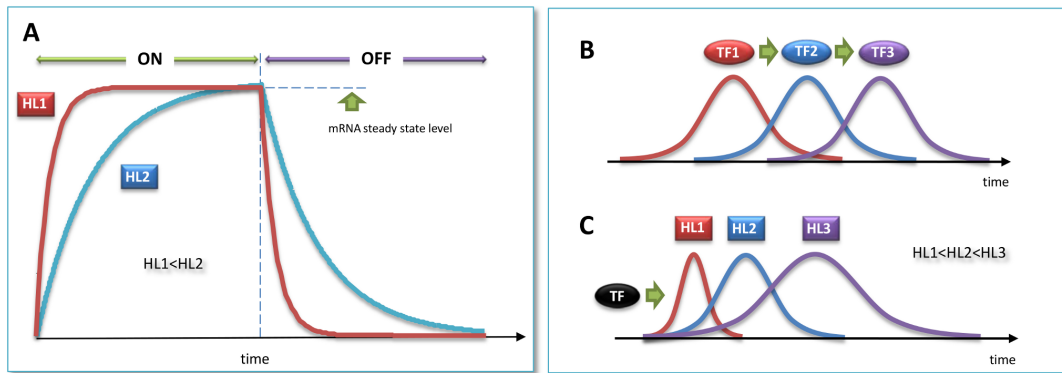 A
ON
OFF
HL1
mRNA steady state level
HL2
HL1<HL2
time
B
TF1
TF2
TF3
time
C
HL1
HL2
HL3
HL1<HL2<HL3
TF
time